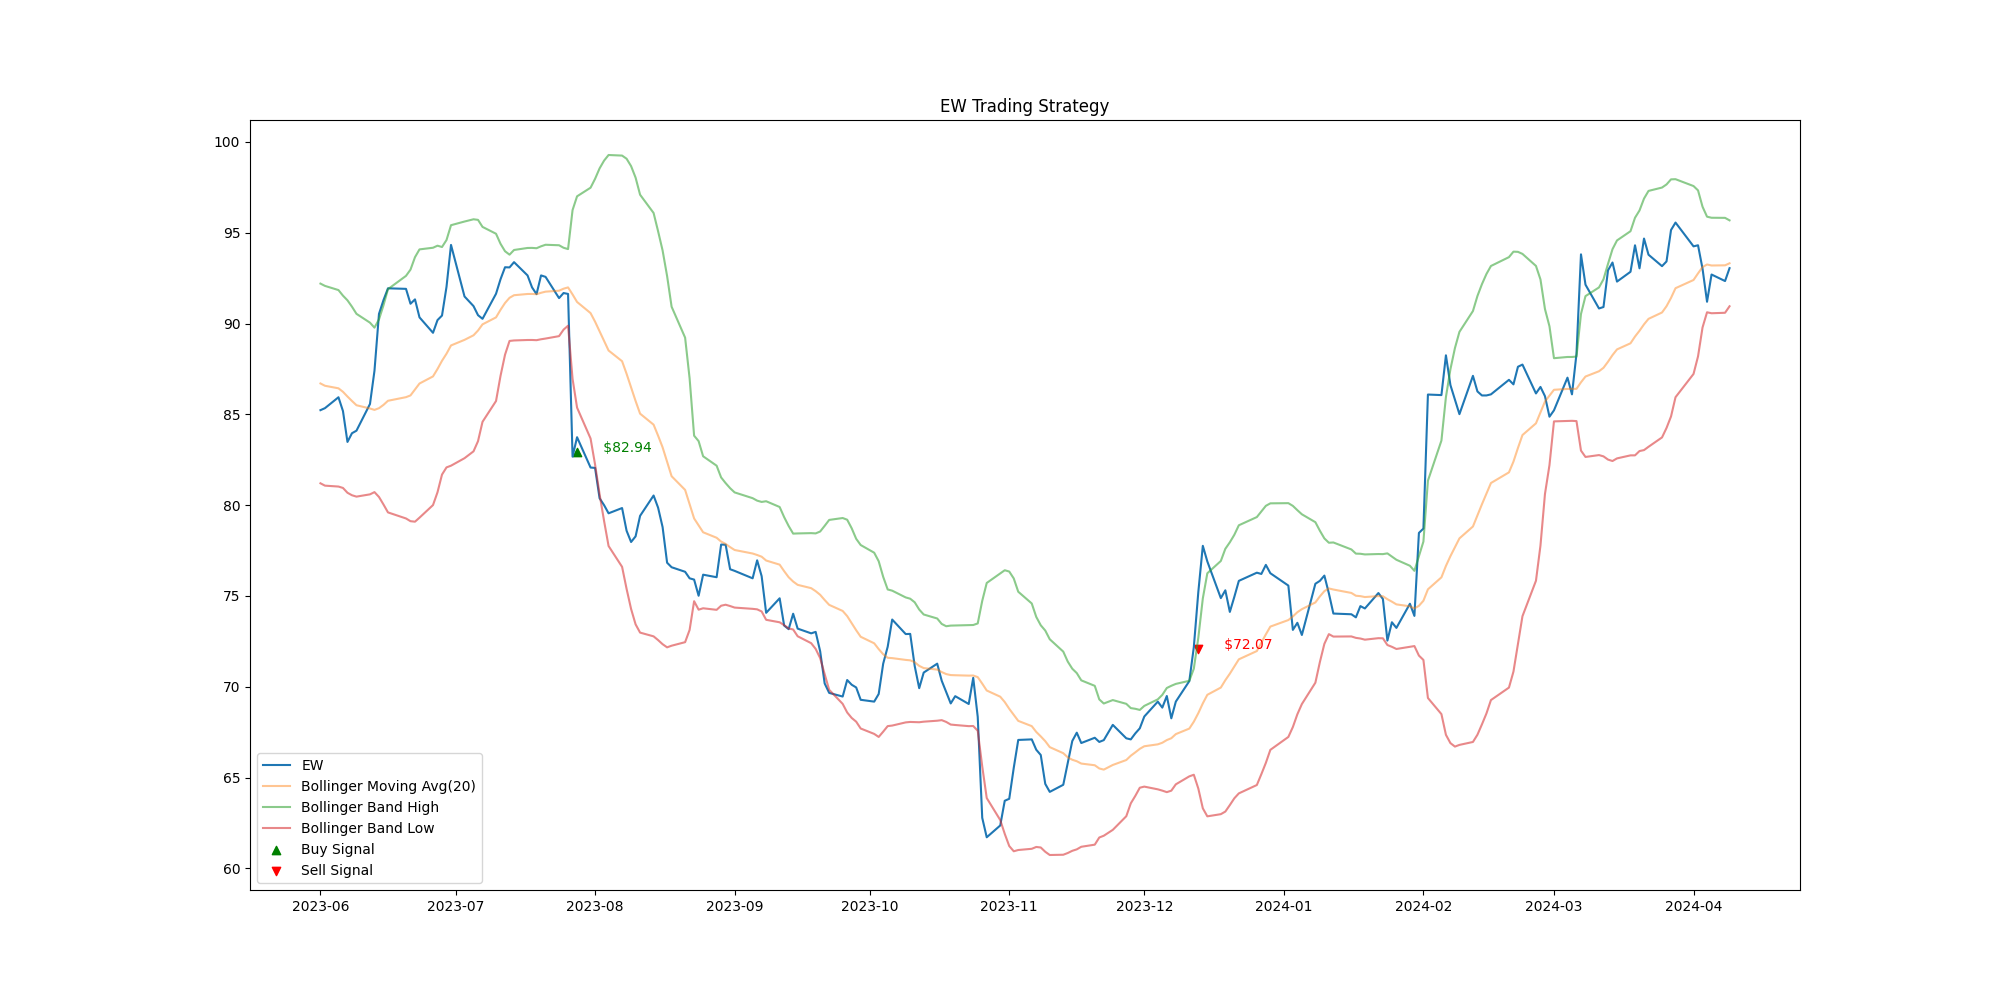 EW Trading Strategy
100
95
90
85
80
75
70
65
60
$82.94
$72.07
EW
Bollinger Moving Avg(20)
Bollinger Band High
Bollinger Band Low
Buy Signal
Sell Signal
2023-06 2023-07 2023-08 2023-09 2023-10 2023-11 2023-12 2024-01 2024-02 2024-03 2024-04